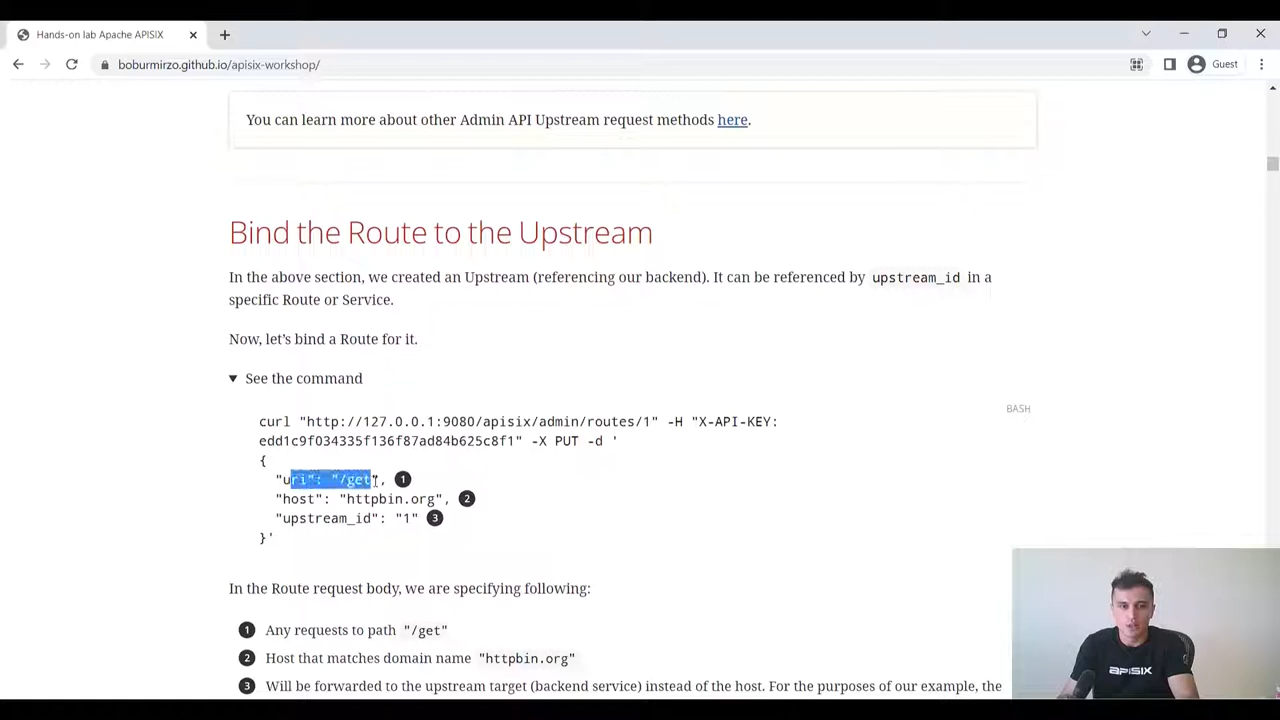 Hands-on lab Apache APISIX
boburmirzo.github.io/apisix-workshop/
Guest
You can learn more about other Admin API Upstream request methods here.
Bind the Route to the Upstream
In the above section, we created an Upstream (referencing our backend). It can be referenced by upstream_id in a
specific Route or Service.
Now, let's bind a Route for it.
See the command
BASH
curl "http://127.0.0.1:9080/apisix/admin/routes/1" -H "X-API-KEY:
edd1c9f034335f136f87ad84b625c8f1" -X PUT -d '
{
"uri": "/get", 1
"host": "httpbin.org", 2
"upstream_id": "1" 3
}'
In the Route request body, we are specifying following:
1 Any requests to path "/get"
2 Host that matches domain name "httpbin.org"
3 Will be forwarded to the upstream target (backend service) instead of the host. For the purposes of our example, the
APISIX